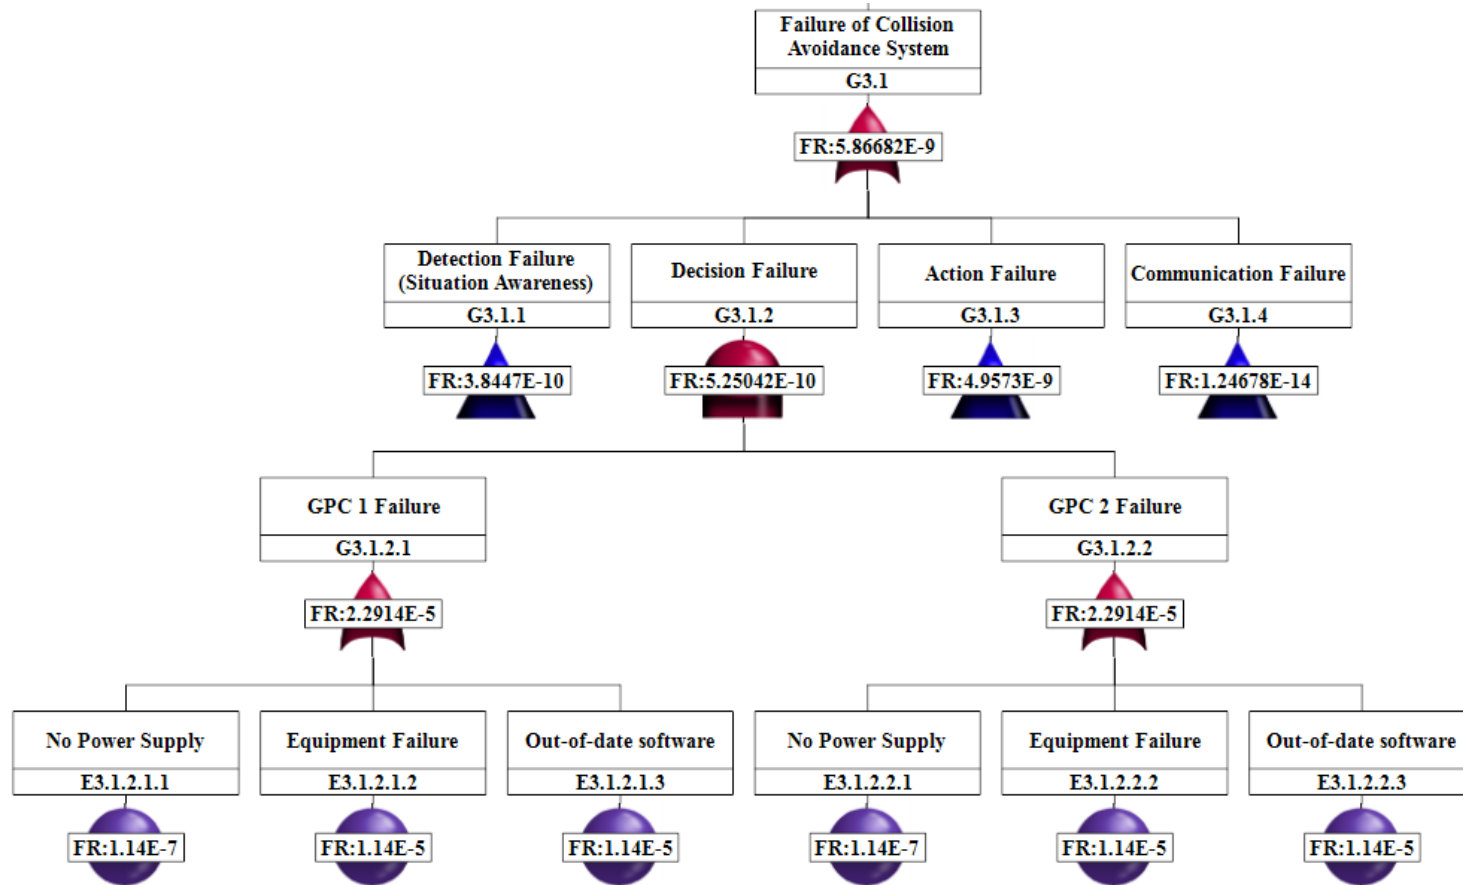 Failure of Collision
Avoidance System
G3.1
FR:5.86682E-9
Detection Failure
(Situation Awareness)
G3.1.1
FR:3.8447E-10
Decision Failure
G3.1.2
FR:5.25042E-10
Action Failure
G3.1.3
FR:4.9573E-9
Communication Failure
G3.1.4
FR:1.24678E-14
GPC 1 Failure
G3.1.2.1
FR:2.2914E-5
GPC 2 Failure
G3.1.2.2
FR:2.2914E-5
No Power Supply
E3.1.2.1.1
FR:1.14E-7
Equipment Failure
E3.1.2.1.2
FR:1.14E-5
Out-of-date software
E3.1.2.1.3
FR:1.14E-5
No Power Supply
E3.1.2.2.1
FR:1.14E-7
Equipment Failure
E3.1.2.2.2
FR:1.14E-5
Out-of-date software
E3.1.2.2.3
FR:1.14E-5